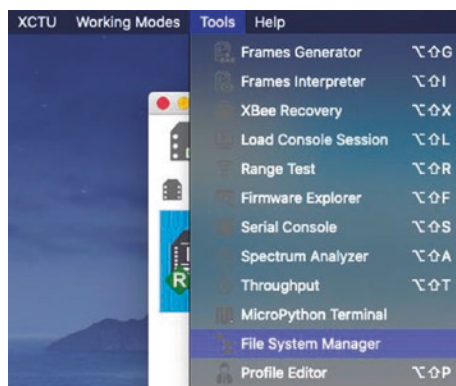 XCTU Working Modes Tools Help
Frames Generator ⌥⇧G
Frames Interpreter ⌥⇧I
XBee Recovery ⌥⇧X
Load Console Session ⌥⇧L
Range Test ⌥⇧R
Firmware Explorer ⌥⇧F
Serial Console ⌥⇧S
Spectrum Analyzer ⌥⇧A
Throughput ⌥⇧T
MicroPython Terminal
File System Manager
Profile Editor ⌥⇧P
R